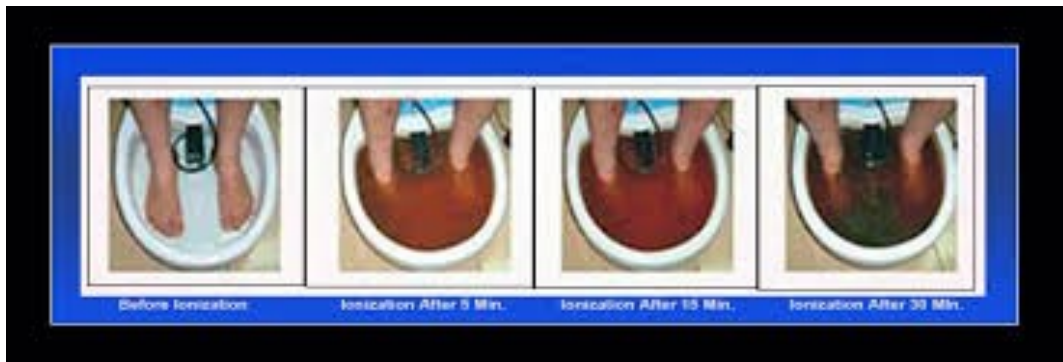 Before Ionization
Ionization After 5 Min.
Ionization After 15 Min.
Ionization After 30 Min.